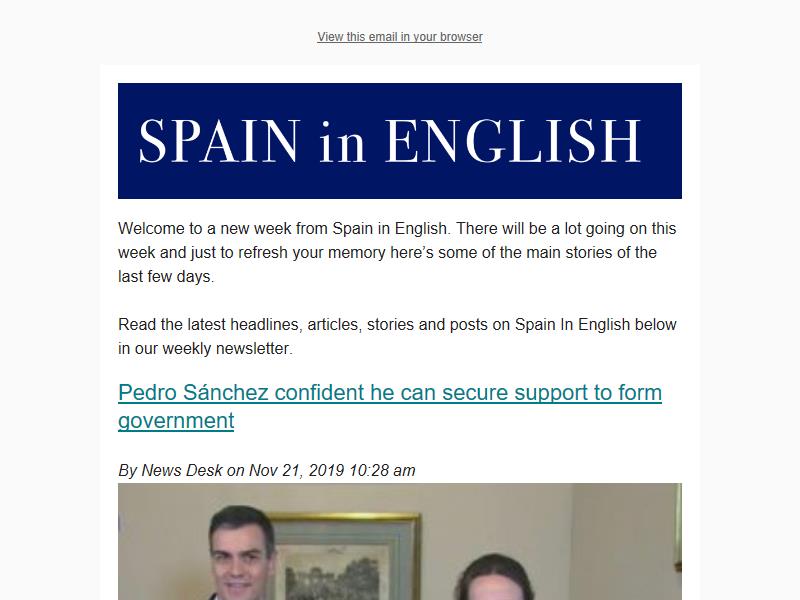 View this email in your browser
SPAIN in ENGLISH
Welcome to a new week from Spain in English. There will be a lot going on this
week and just to refresh your memory here’s some of the main stories of the
last few days.
Read the latest headlines, articles, stories and posts on Spain In English below
in our weekly newsletter.
Pedro Sánchez confident he can secure support to form
government
By News Desk on Nov 21, 2019 10:28 am